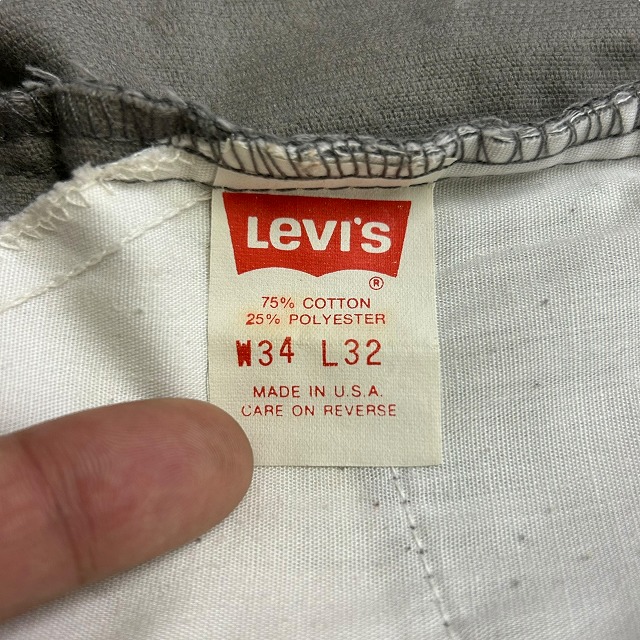 Levi's
®
75% COTTON
25% POLYESTER
W34 L32
MADE IN U.S.A.
CARE ON REVERSE